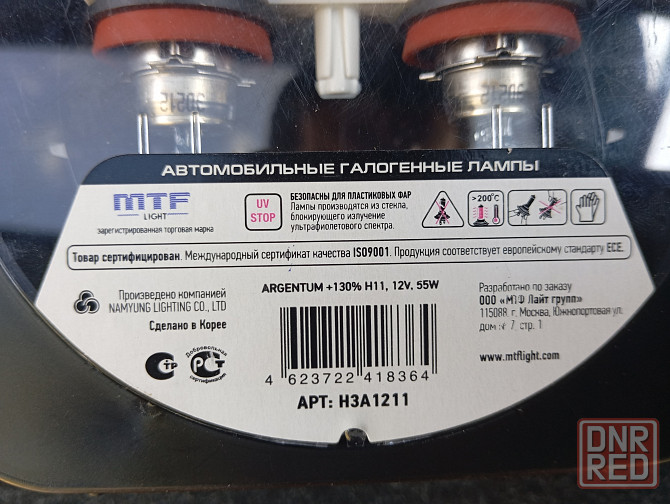 АВТОМОБИЛЬНЫЕ ГАЛОГЕННЫЕ ЛАМПЫ
MTF
LIGHT
зарегистрированная торговая марка
UV
STOP
БЕЗОПАСНЫ ДЛЯ ПЛАСТИКОВЫХ ФАР
Лампы производятся из стекла,
блокирующего излучение
ультрафиолетового спектра.
>200°C
Товар сертифицирован. Международный сертификат качества ISO9001. Продукция соответствует европейскому стандарту ECE.
Произведено компанией
NAMYUNG LIGHTING CO., LTD
Сделано в Корее
ARGENTUM +130% H11, 12V, 55W
Разработано по заказу
ООО «МТФ Лайт групп»
115088 г. Москва, Южнопортовая ул.
дом 7, стр. 1
Добровольная
сертификация
4 623722 418364
www.mtflight.com
АРТ: H3A1211
DNR
RED